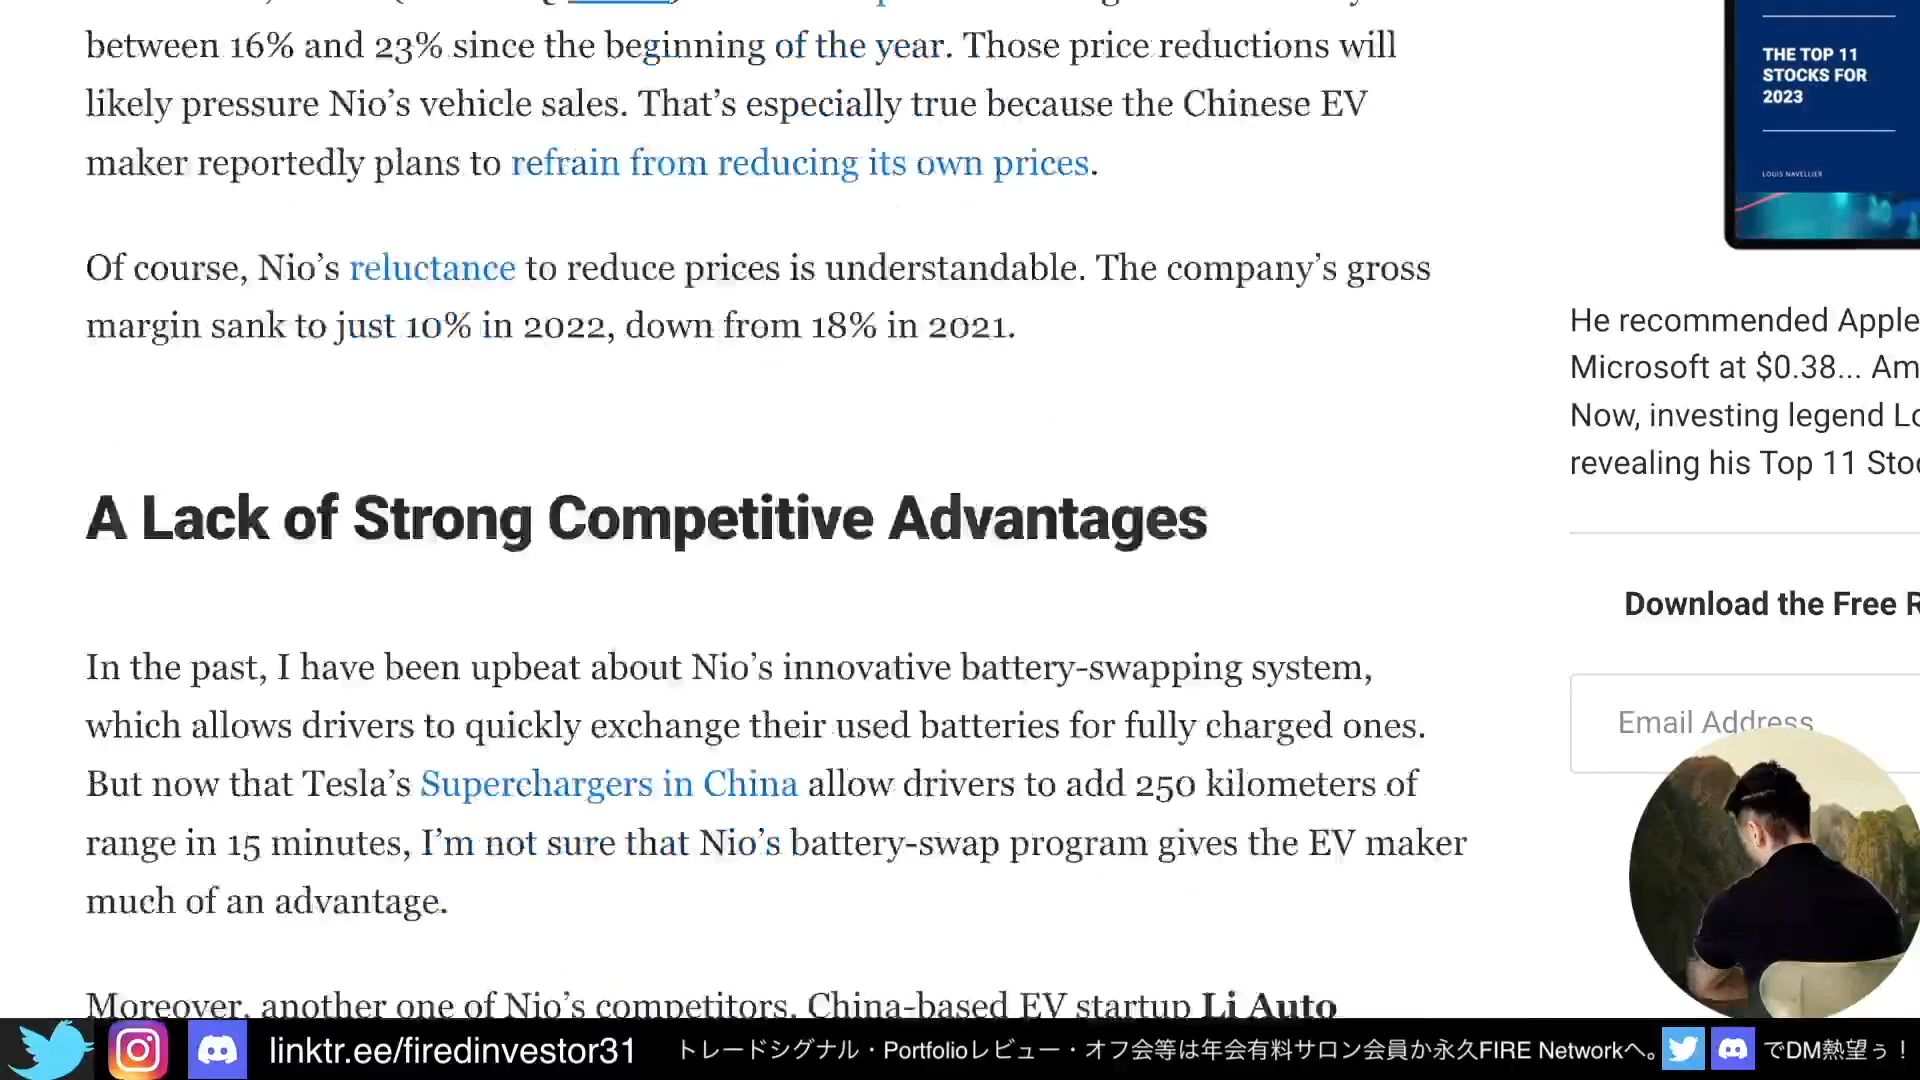 between 16% and 23% since the beginning of the year. Those price reductions will
likely pressure Nio’s vehicle sales. That’s especially true because the Chinese EV
maker reportedly plans to refrain from reducing its own prices.
Of course, Nio’s reluctance to reduce prices is understandable. The company’s gross
margin sank to just 10% in 2022, down from 18% in 2021.
A Lack of Strong Competitive Advantages
In the past, I have been upbeat about Nio’s innovative battery-swapping system,
which allows drivers to quickly exchange their used batteries for fully charged ones.
But now that Tesla’s Superchargers in China allow drivers to add 250 kilometers of
range in 15 minutes, I’m not sure that Nio’s battery-swap program gives the EV maker
much of an advantage.
Moreover, another one of Nio’s competitors, China-based EV startup Li Auto
THE TOP 11
STOCKS FOR
2023
LOUIS NAVELLIER
He recommended Apple
Microsoft at $0.38... Am
Now, investing legend Lo
revealing his Top 11 Stoc
Download the Free R
Email Address
linktr.ee/firedinvestor31
トレードシグナル・Portfolioレビュー・オフ会等は年会有料サロン会員か永久FIRE Networkへ。
でDM熱望ぅ！